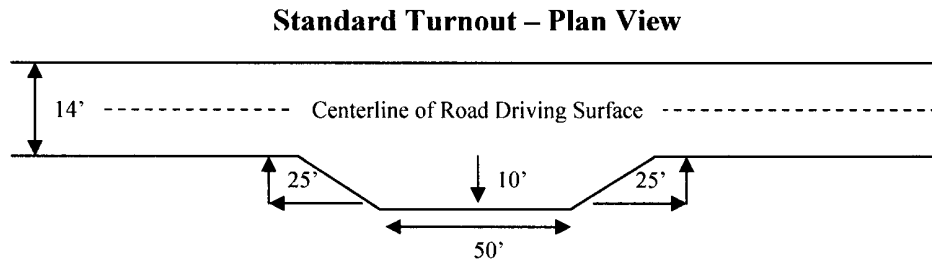 Standard Turnout – Plan View
14’
Centerline of Road Driving Surface
25’
10’
25’
50’